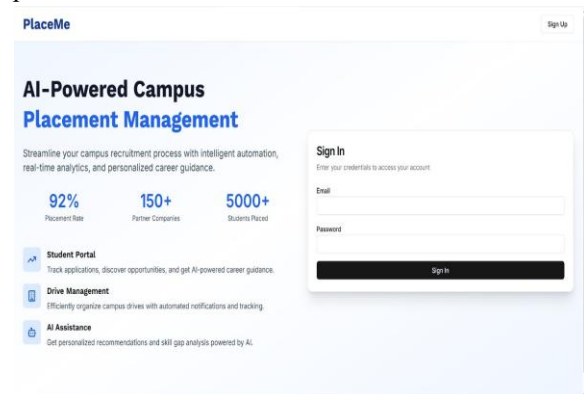 PlaceMe
Sign Up
AI-Powered Campus
Placement Management
Streamline your campus recruitment process with intelligent automation,
real-time analytics, and personalized career guidance.
92%
150+
5000+
Placement Rate
Partner Companies
Students Placed
Student Portal
Track applications, discover opportunities, and get AI-powered career guidance.
Drive Management
Efficiently organize campus drives with automated notifications and tracking.
AI Assistance
Get personalized recommendations and skill gap analysis powered by AI.
Sign In
Enter your credentials to access your account
Email
Password
Sign In